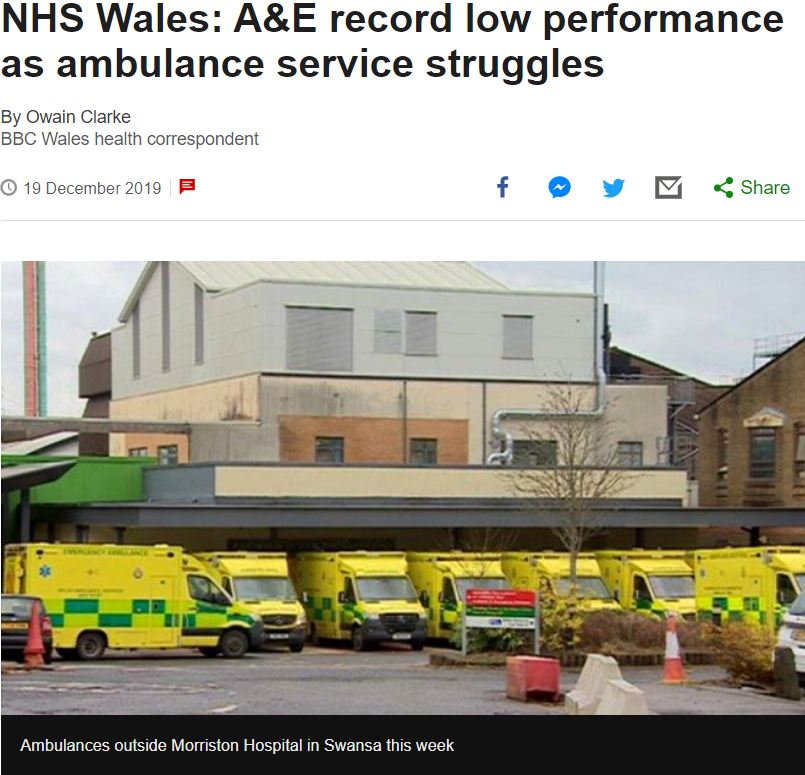 NHS Wales: A&E record low performance
as ambulance service struggles
By Owain Clarke
BBC Wales health correspondent
19 December 2019
Share
EMERGENCY AMBULANCE
Ambulances outside Morriston Hospital in Swansa this week